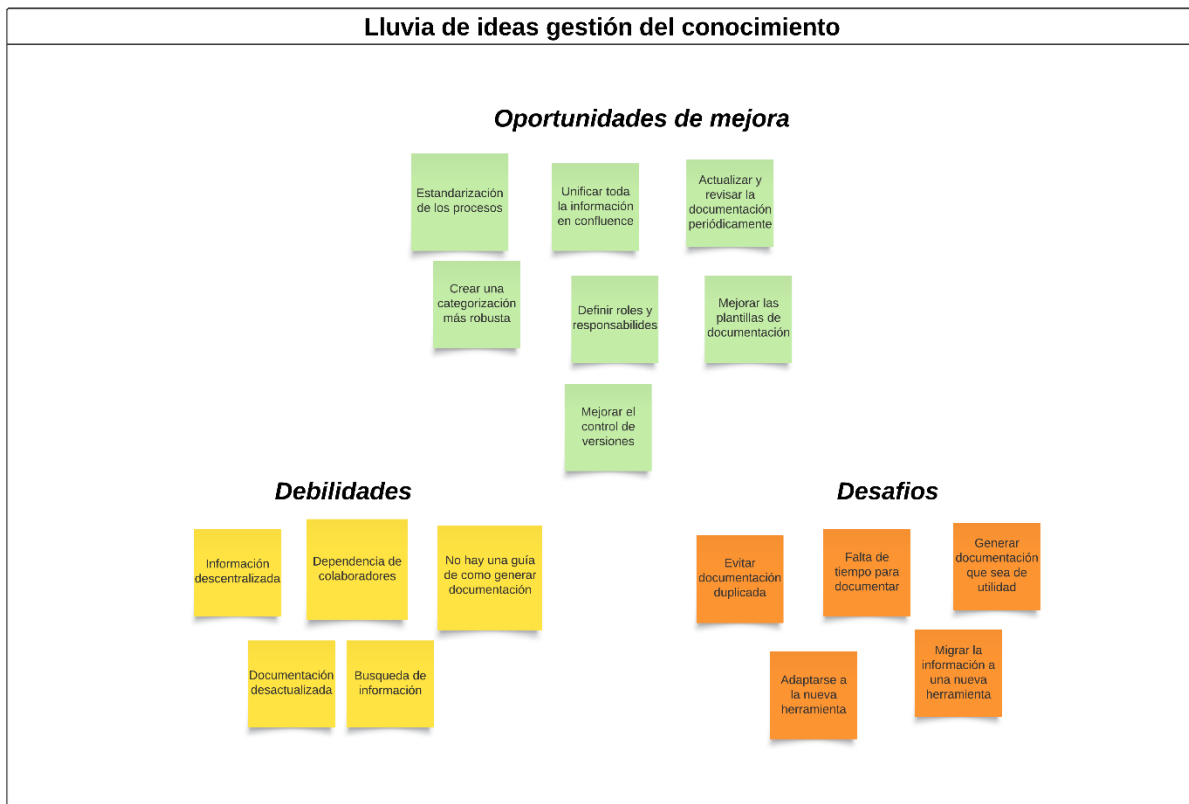 Lluvia de ideas gestión del conocimiento
Oportunidades de mejora
Estandarización
de los procesos
Unificar toda
la información
en confluence
Actualizar y
revisar la
documentación
periódicamente
Crear una
categorización
más robusta
Definir roles y
responsabilides
Mejorar las
plantillas de
documentación
Mejorar el
control de
versiones
Debilidades
Información
descentralizada
Dependencia de
colaboradores
No hay una guía
de como generar
documentación
Documentación
desactualizada
Busqueda de
información
Desafios
Evitar
documentación
duplicada
Falta de
tiempo para
documentar
Generar
documentación
que sea de
utilidad
Adaptarse a
la nueva
herramienta
Migrar la
información a
una nueva
herramienta